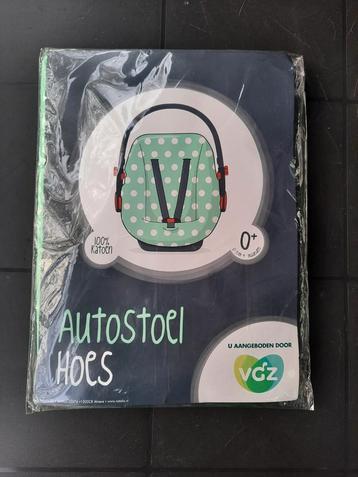 100%
Katoen
0+
AUTOSTOEL
HOES
U AANGEBODEN DOOR
VGZ